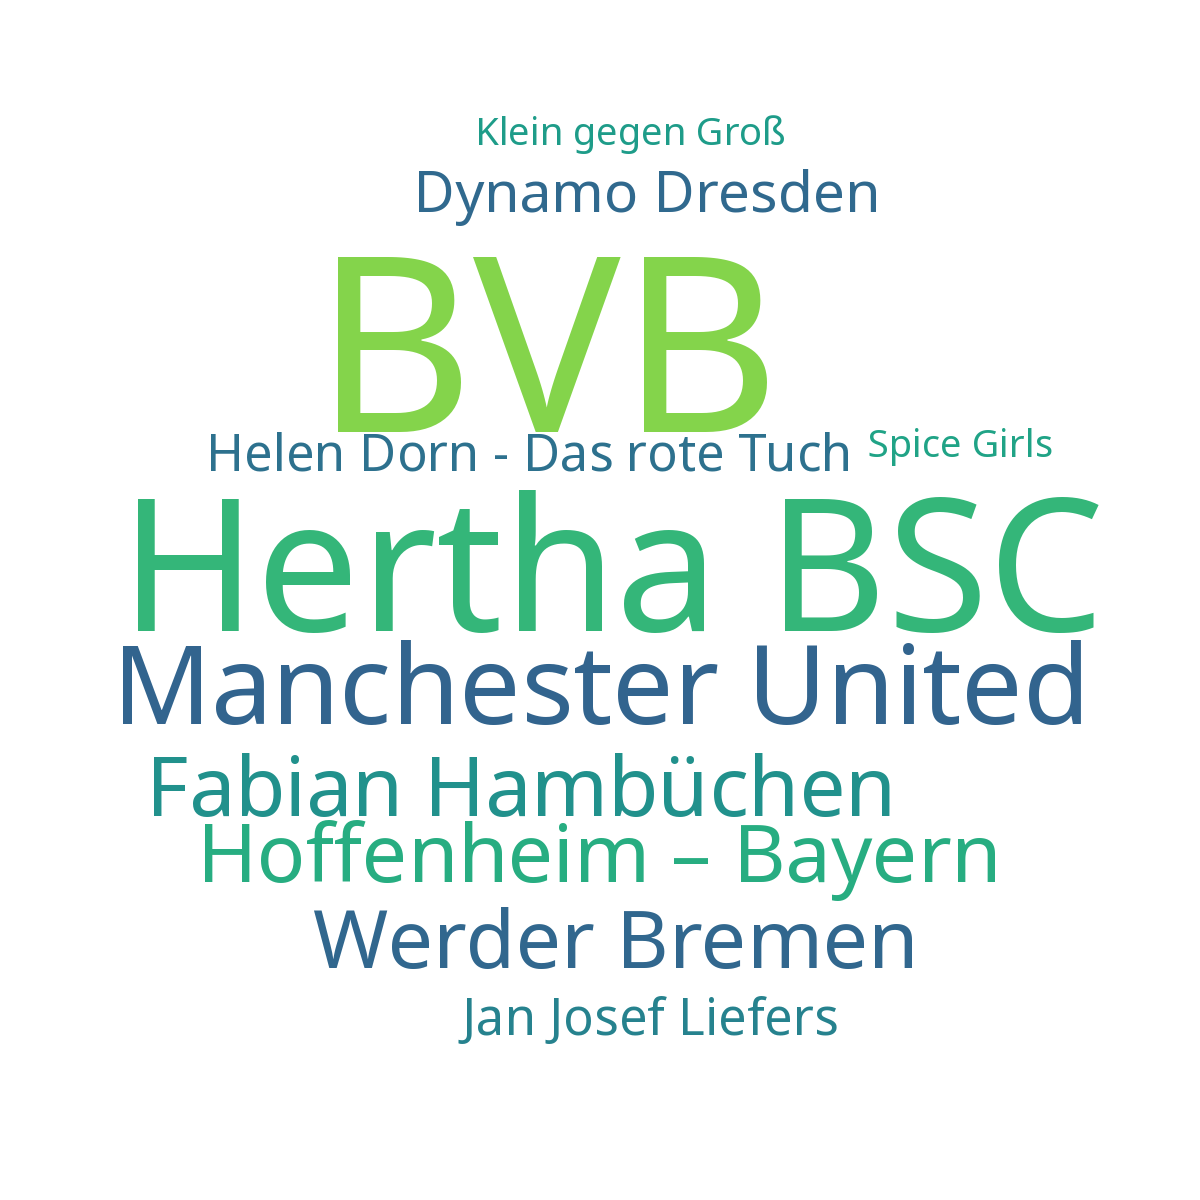 Klein gegen Groß
Dynamo Dresden
BVB
Helen Dorn - Das rote Tuch
Spice Girls
Hertha BSC
Manchester United
Fabian Hambüchen
Hoffenheim – Bayern
Werder Bremen
Jan Josef Liefers